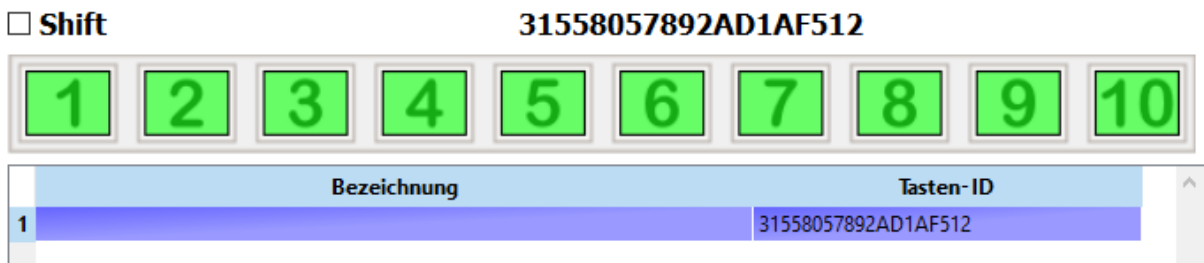 Shift 31558057892AD1AF512
1 2 3 4 5 6 7 8 9 10
Bezeichnung Tasten-ID
1 31558057892AD1AF512